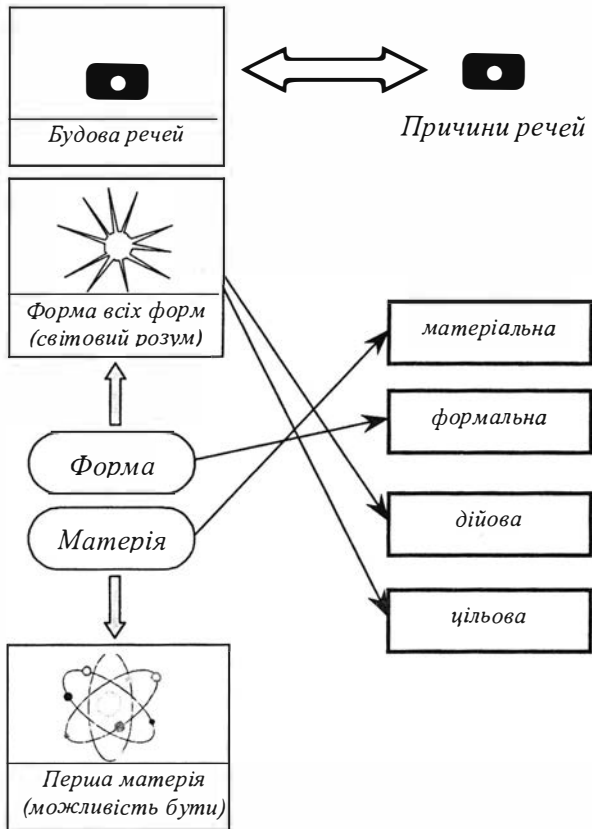 Будова речей
Причини речей
Форма всіх форм
(світовий розум)
матеріальна
формальна
Форма
Матерія
дійова
цільова
Перша матерія
(можливість бути)